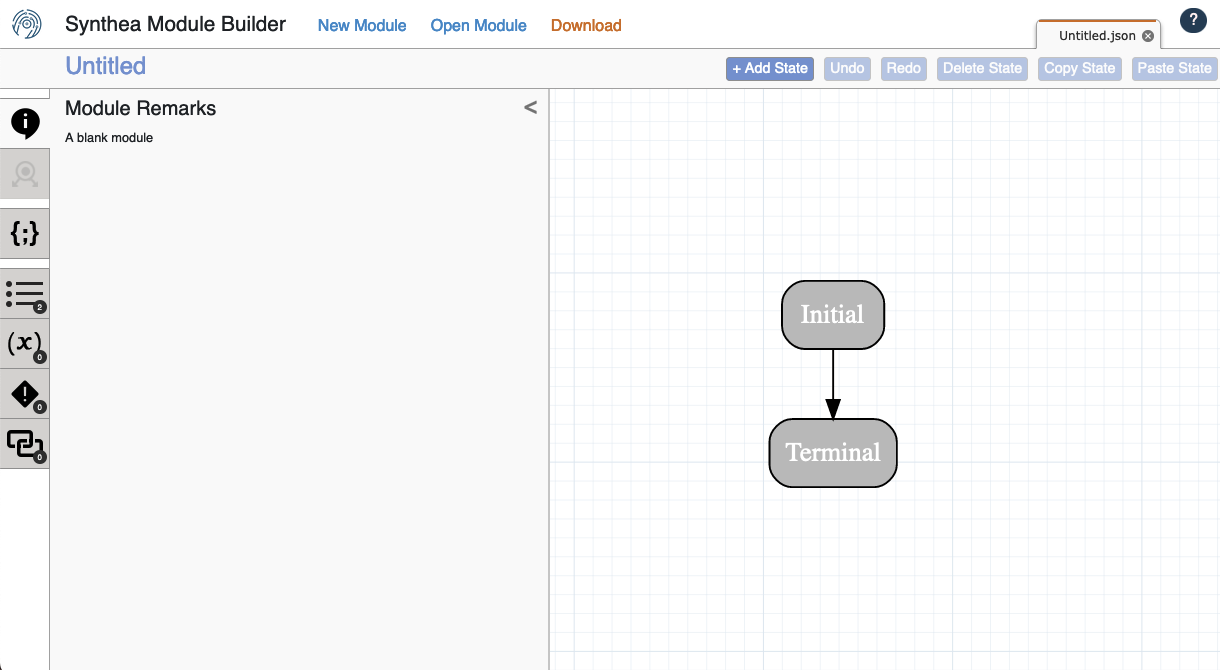 Synthea Module Builder
New Module
Open Module
Download
Untitled.json
?
Untitled
+ Add State
Undo
Redo
Delete State
Copy State
Paste State
Module Remarks
<
A blank module
{;}
2
(x)
0
!
0
0
Initial
Terminal